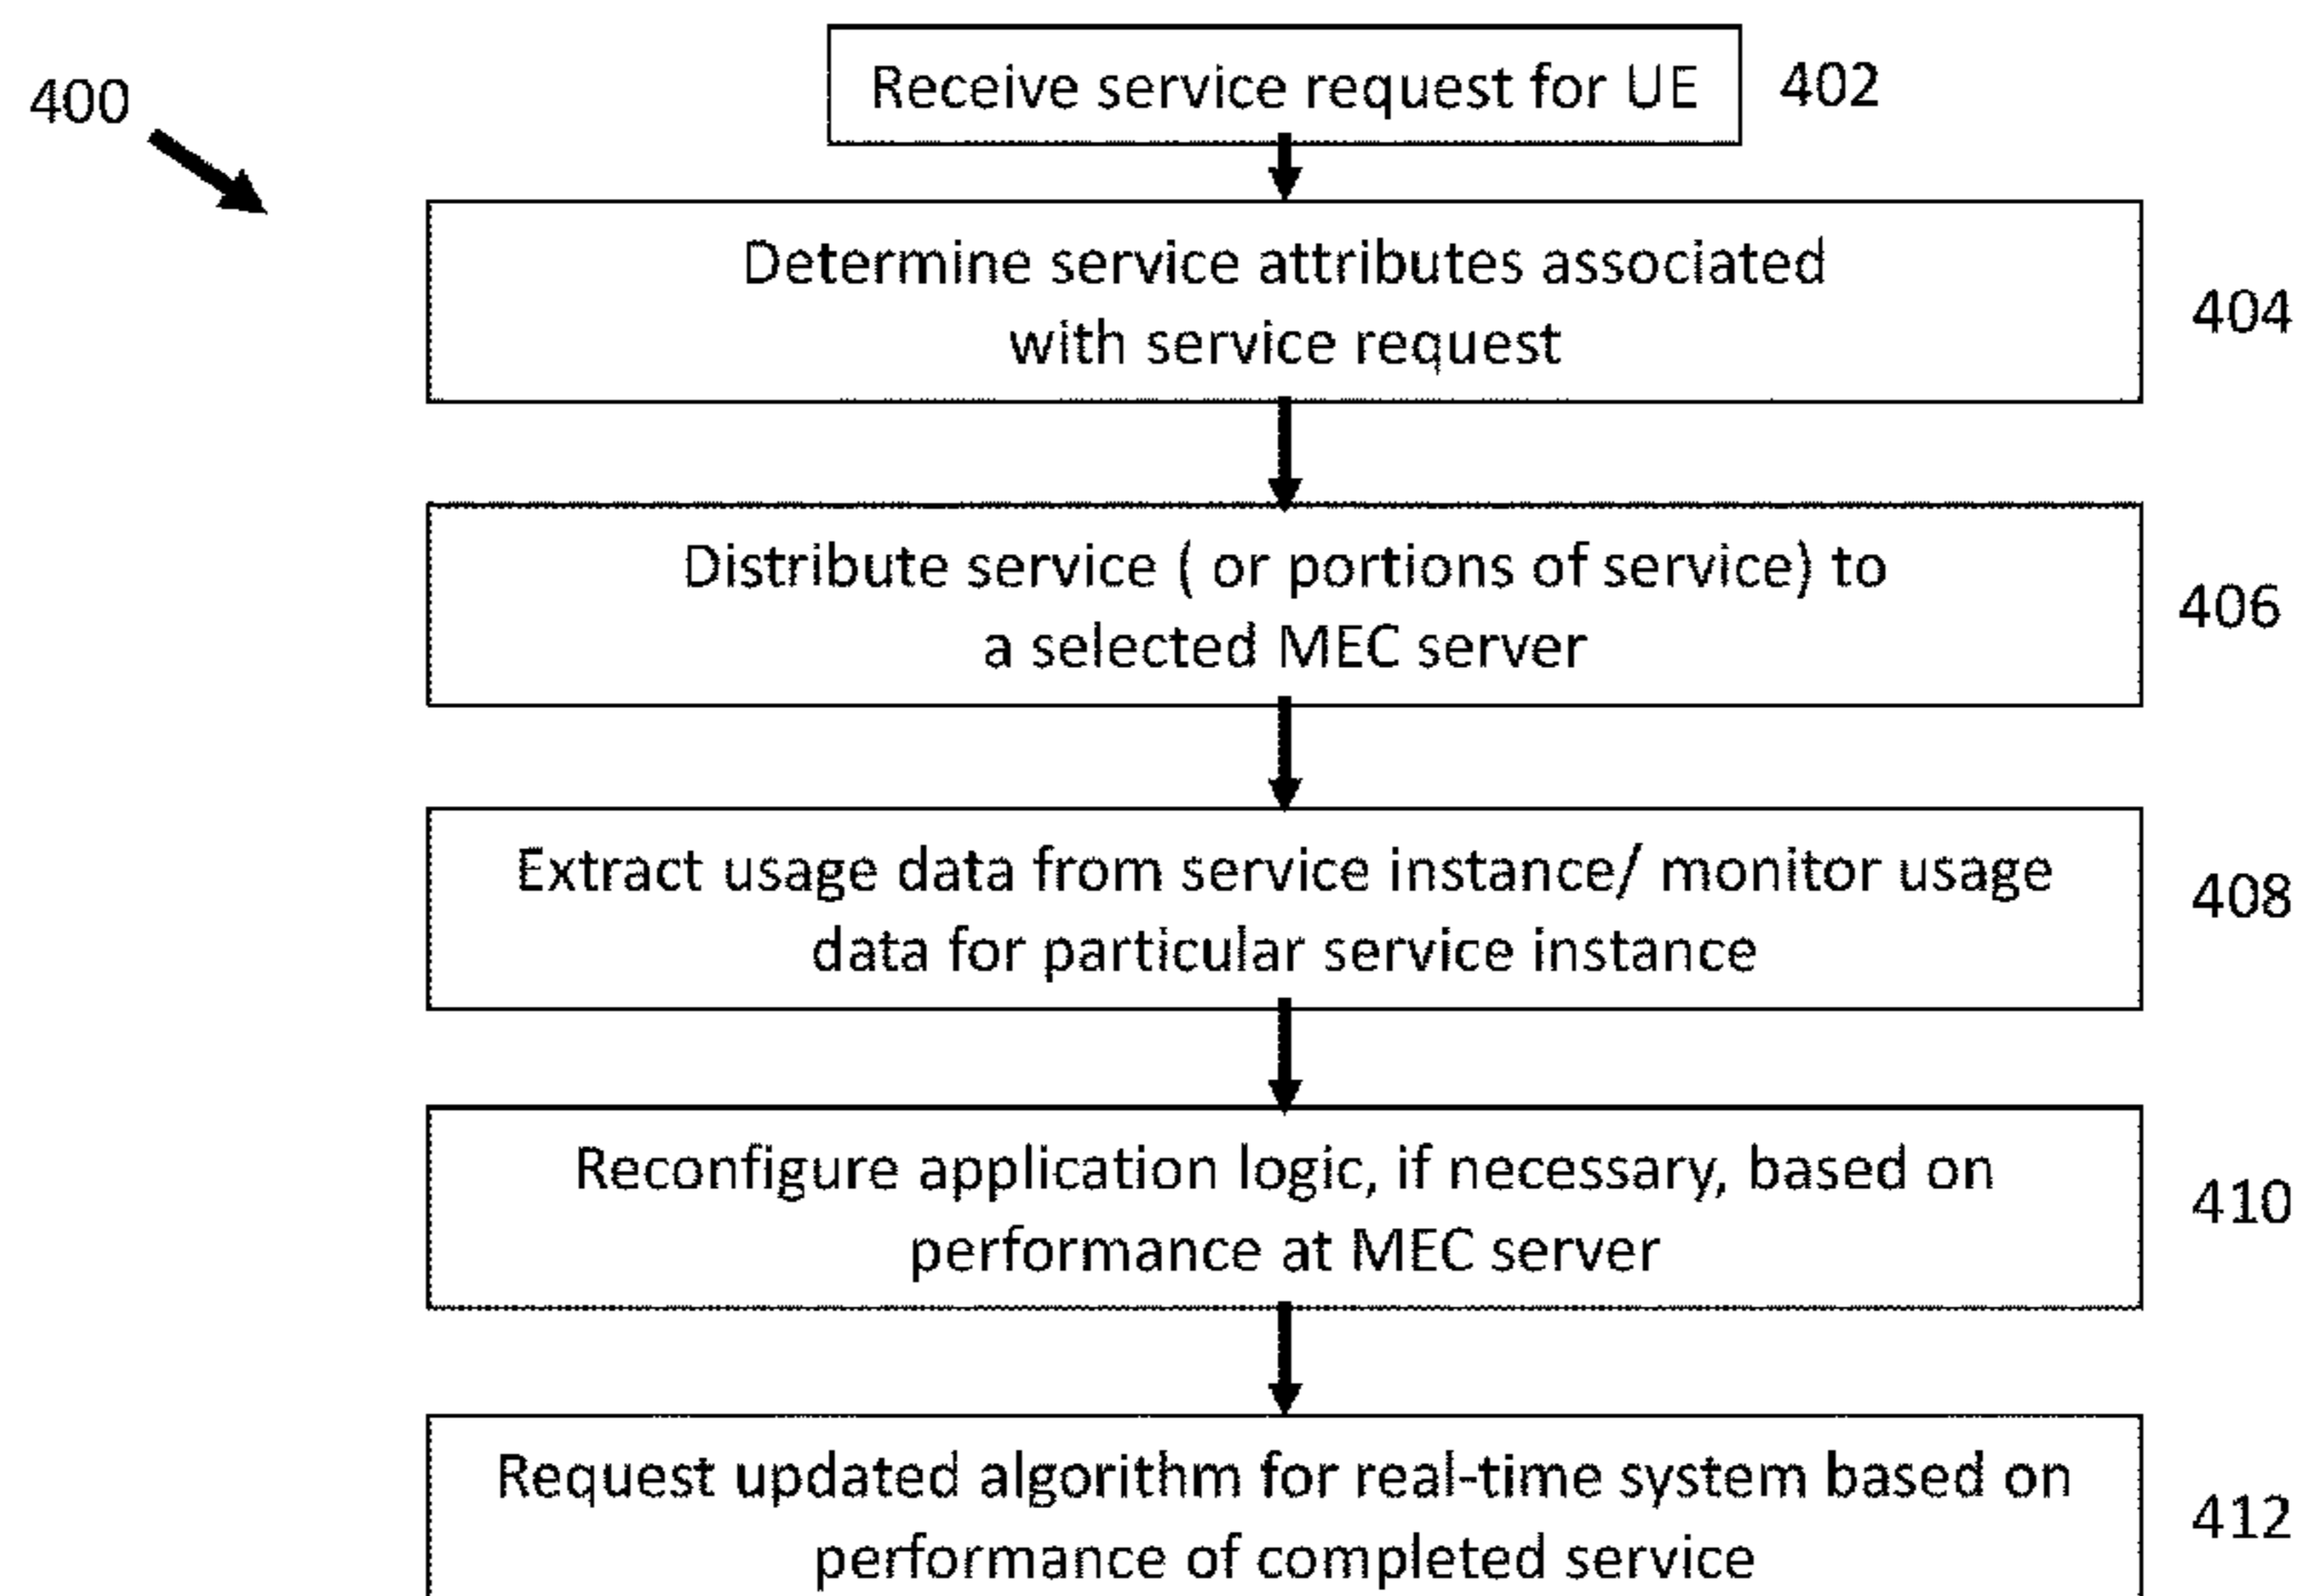 400
Receive service request for UE
402
Determine service attributes associated
with service request
404
Distribute service ( or portions of service) to
a selected MEC server
406
Extract usage data from service instance/ monitor usage
data for particular service instance
408
Reconfigure application logic, if necessary, based on
performance at MEC server
410
Request updated algorithm for real-time system based on
performance of completed service
412